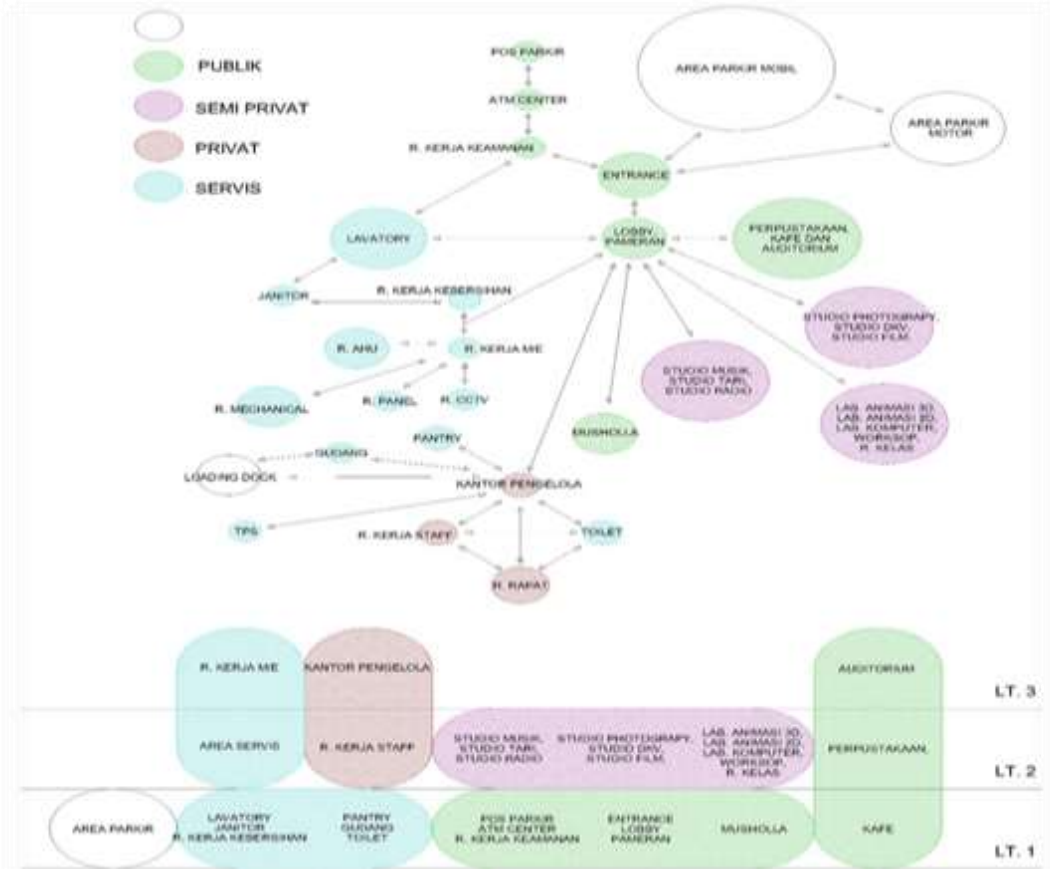 PUBLIK
SEMI PRIVAT
PRIVAT
SERVIS
POS PARKIR
ATM CENTER
R. KERJA KEAMANAN
AREA PARKIR MOBIL
AREA PARKIR
MOTOR
ENTRANCE
LAVATORY
LOBBY
PAMERAN
PERPUSTAKAAN,
KAFE DAN
AUDITORIUM
JANITOR
R. KERJA KEBERSIHAN
STUDIO PHOTOGRAPY,
STUDIO DKV,
STUDIO FILM.
R. AHU
R. KERJA M/E
STUDIO MUSIK,
STUDIO TARI,
STUDIO RADIO
R. MECHANICAL
R. PANEL
R. CCTV
LAB. ANIMASI 3D,
LAB. ANIMASI 2D,
LAB. KOMPUTER,
WORKSOP,
R. KELAS
MUSHOLLA
PANTRY
GUDANG
LOADING DOCK
KANTOR PENGELOLA
TPS
R. KERJA STAFF
TOILET
R. RAPAT
R. KERJA M/E
KANTOR PENGELOLA
AUDITORIUM
LT. 3
AREA SERVIS
R. KERJA STAFF
STUDIO MUSIK,
STUDIO TARI,
STUDIO RADIO
STUDIO PHOTOGRAPY,
STUDIO DKV,
STUDIO FILM.
LAB. ANIMASI 3D,
LAB. ANIMASI 2D,
LAB. KOMPUTER,
WORKSOP,
R. KELAS
PERPUSTAKAAN,
LT. 2
AREA PARKIR
LAVATORY
JANITOR
R. KERJA KEBERSIHAN
PANTRY
GUDANG
TOILET
POS PARKIR
ATM CENTER
R. KERJA KEAMANAN
ENTRANCE
LOBBY
PAMERAN
MUSHOLLA
KAFE
LT. 1